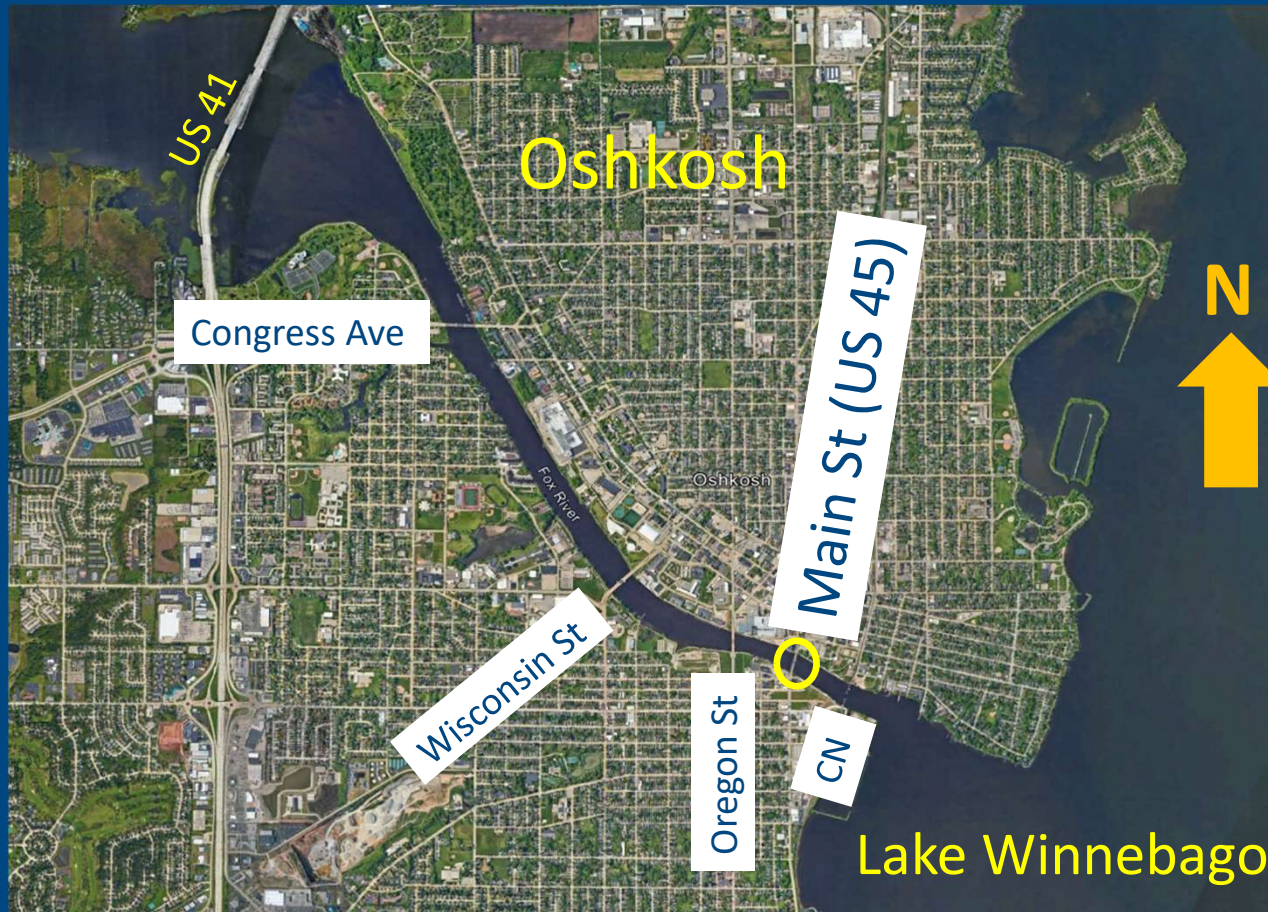 US 41
Oshkosh
Main St (US 45)
N
Congress Ave
Fox River
Oshkosh
Wisconsin St
Oregon St
CN
Lake Winnebago